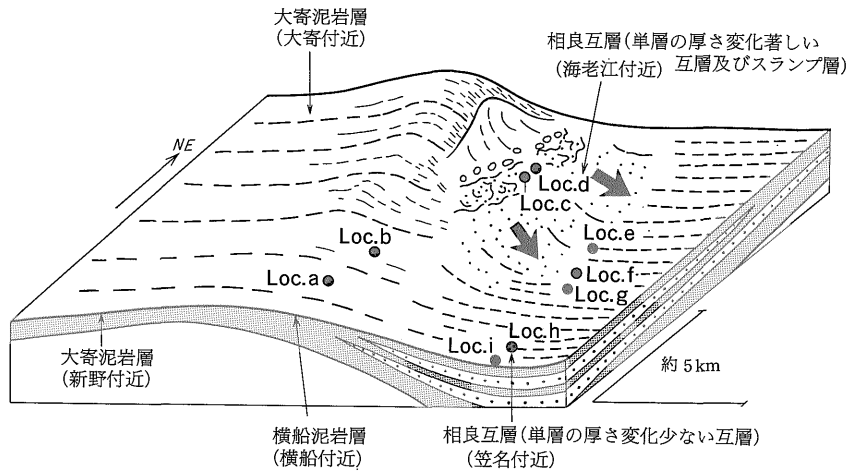 大寄泥岩層
(大寄付近)
相良互層(単層の厚さ変化著しい
(海老江付近) 互層及びスランプ層)
NE
Loc.d
Loc.c
Loc.b
Loc.e
Loc.a
Loc.f
Loc.g
Loc.h
Loc.i
大寄泥岩層
(新野付近)
約5km
横船泥岩層
(横船付近)
相良互層(単層の厚さ変化少ない互層)
(笠名付近)